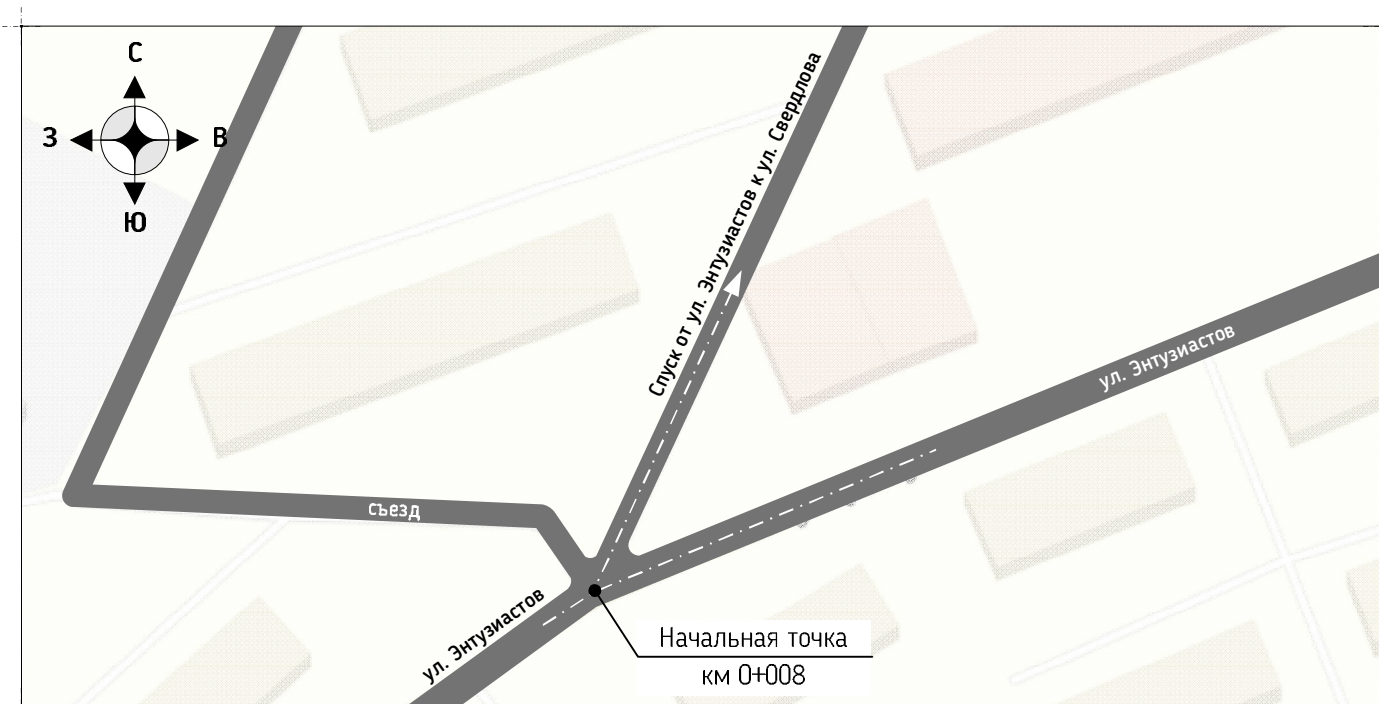 С
З
В
Ю
Спуск от ул. Энтузиастов к ул. Свердлова
ул. Энтузиастов
съезд
ул. Энтузиастов
Начальная точка
км 0+008